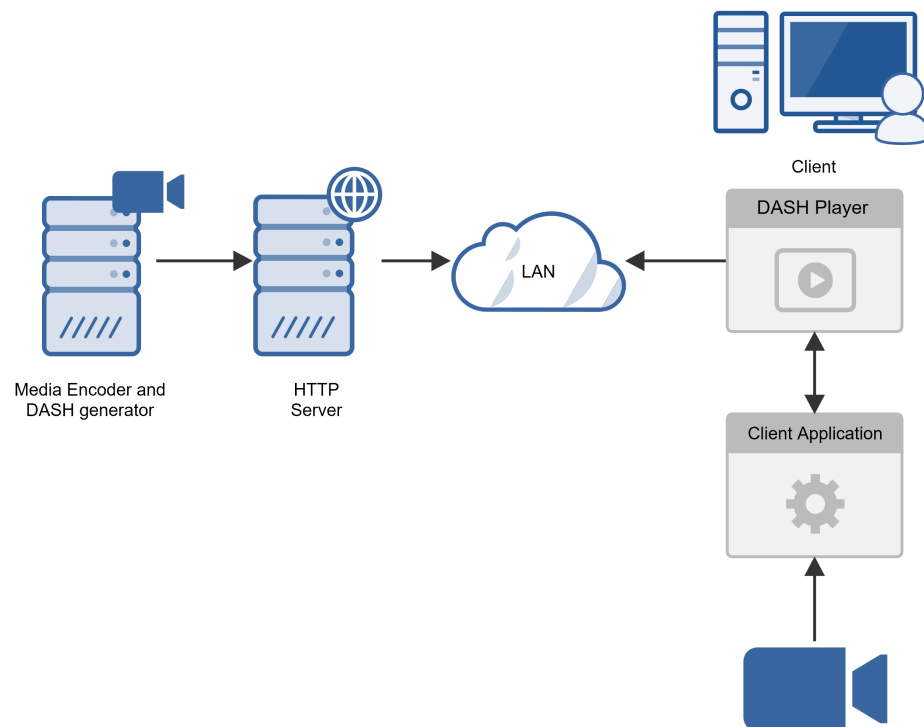 Client
DASH Player
LAN
Media Encoder and
DASH generator
HTTP
Server
Client Application